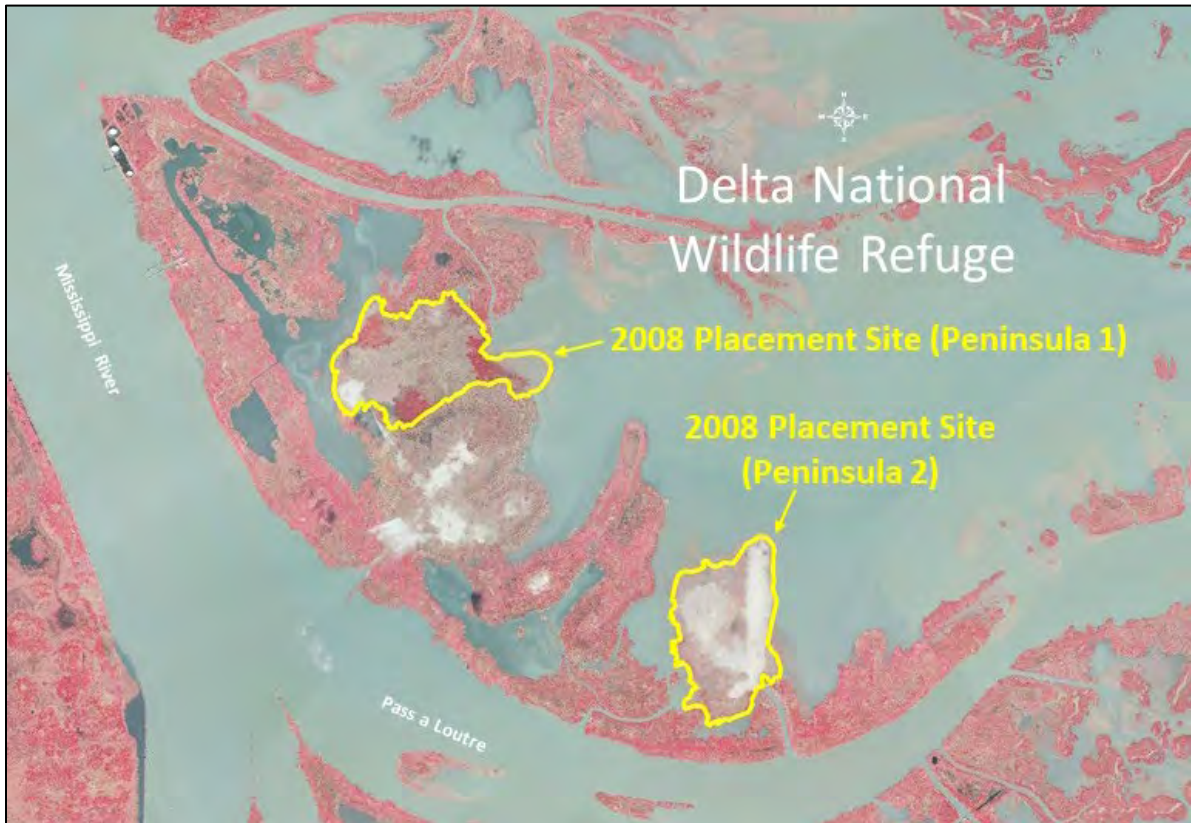 N
W E
S
Delta National
Wildlife Refuge
Mississippi River
2008 Placement Site (Peninsula 1)
2008 Placement Site
(Peninsula 2)
Pass a Loutre